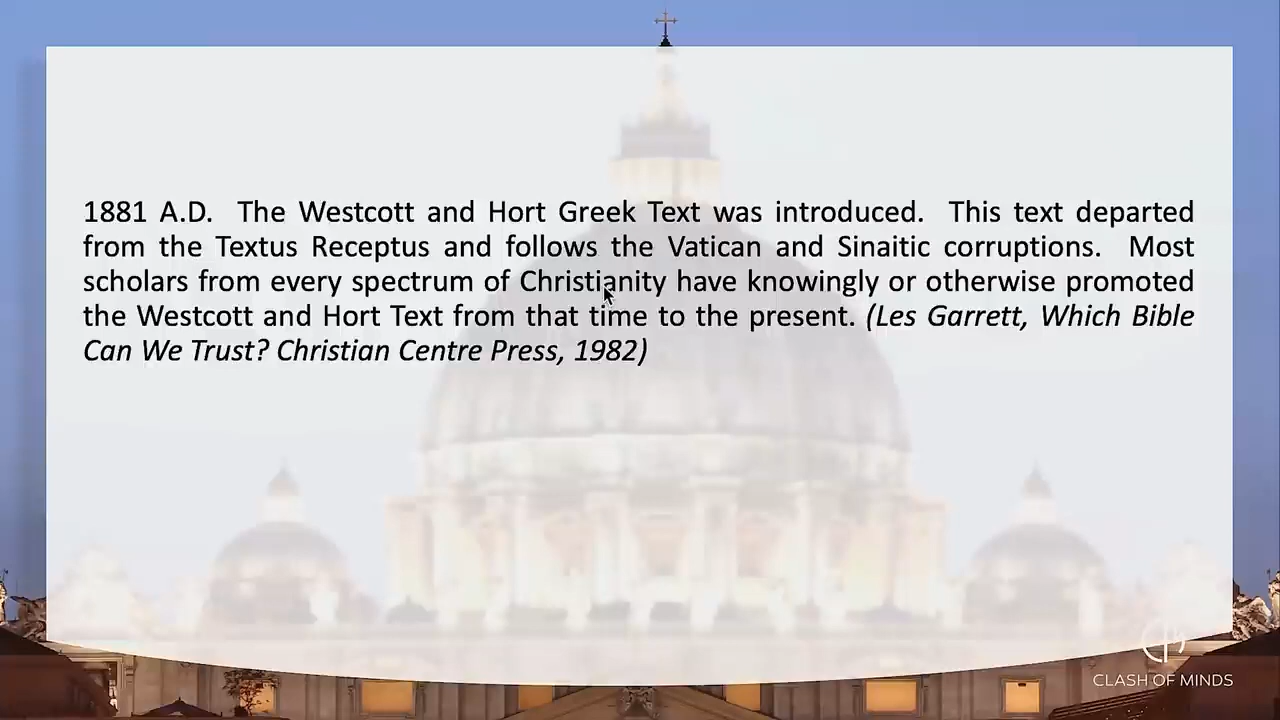 1881 A.D. The Westcott and Hort Greek Text was introduced. This text departed
from the Textus Receptus and follows the Vatican and Sinaitic corruptions. Most
scholars from every spectrum of Christianity have knowingly or otherwise promoted
the Westcott and Hort Text from that time to the present. (Les Garrett, Which Bible
Can We Trust? Christian Centre Press, 1982)
CLASH OF MINDS